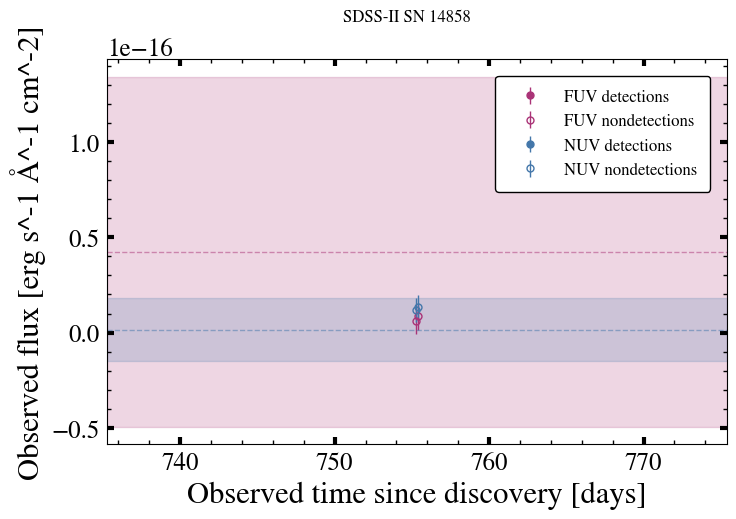 SDSS-II SN 14858
1e−16
Observed flux [erg s^-1 Å^-1 cm^-2]
1.0
0.5
0.0
−0.5
FUV detections
FUV nondetections
NUV detections
NUV nondetections
740 750 760 770
Observed time since discovery [days]